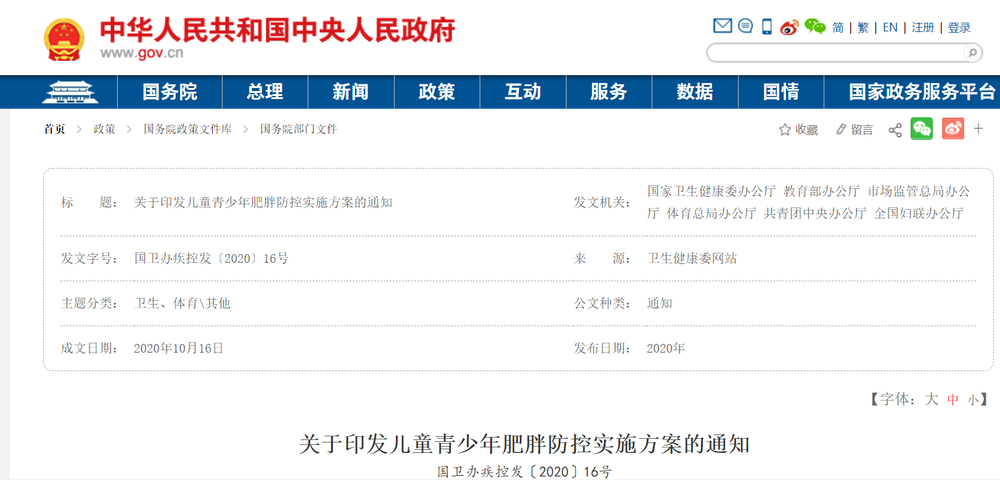 中华人民共和国中央人民政府
www.gov.cn
简 | 繁 | EN | 注册 | 登录
国务院 总理 新闻 政策 互动 服务 数据 国情 国家政务服务平台
首页 > 政策 > 国务院政策文件库 > 国务院部门文件
收藏 留言
标 题： 关于印发儿童青少年肥胖防控实施方案的通知
发文机关： 国家卫生健康委办公厅 教育部办公厅 市场监管总局办公
厅 体育总局办公厅 共青团中央办公厅 全国妇联办公厅
发文字号： 国卫办疾控发〔2020〕16号
来 源： 卫生健康委网站
主题分类： 卫生、体育\其他
公文种类： 通知
成文日期： 2020年10月16日
发布日期： 2020年
【字体：大 中 小】
关于印发儿童青少年肥胖防控实施方案的通知
国卫办疾控发〔2020〕16号